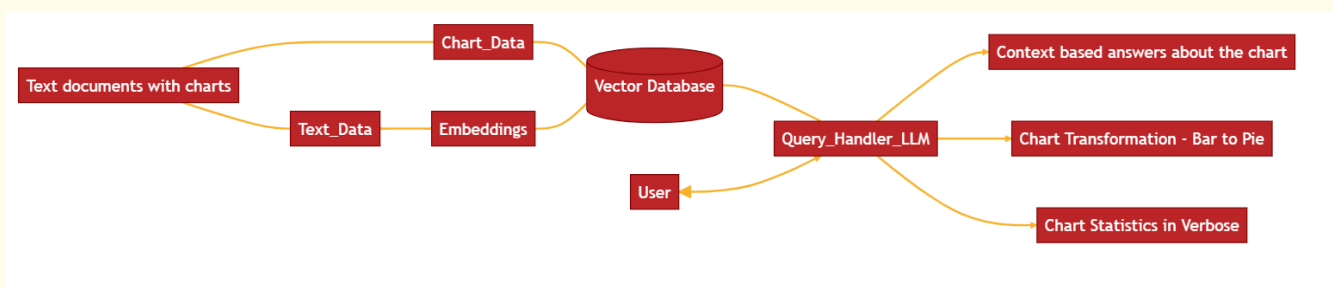 Text documents with charts
Chart_Data
Text_Data
Embeddings
Vector Database
User
Query_Handler_LLM
Context based answers about the chart
Chart Transformation - Bar to Pie
Chart Statistics in Verbose